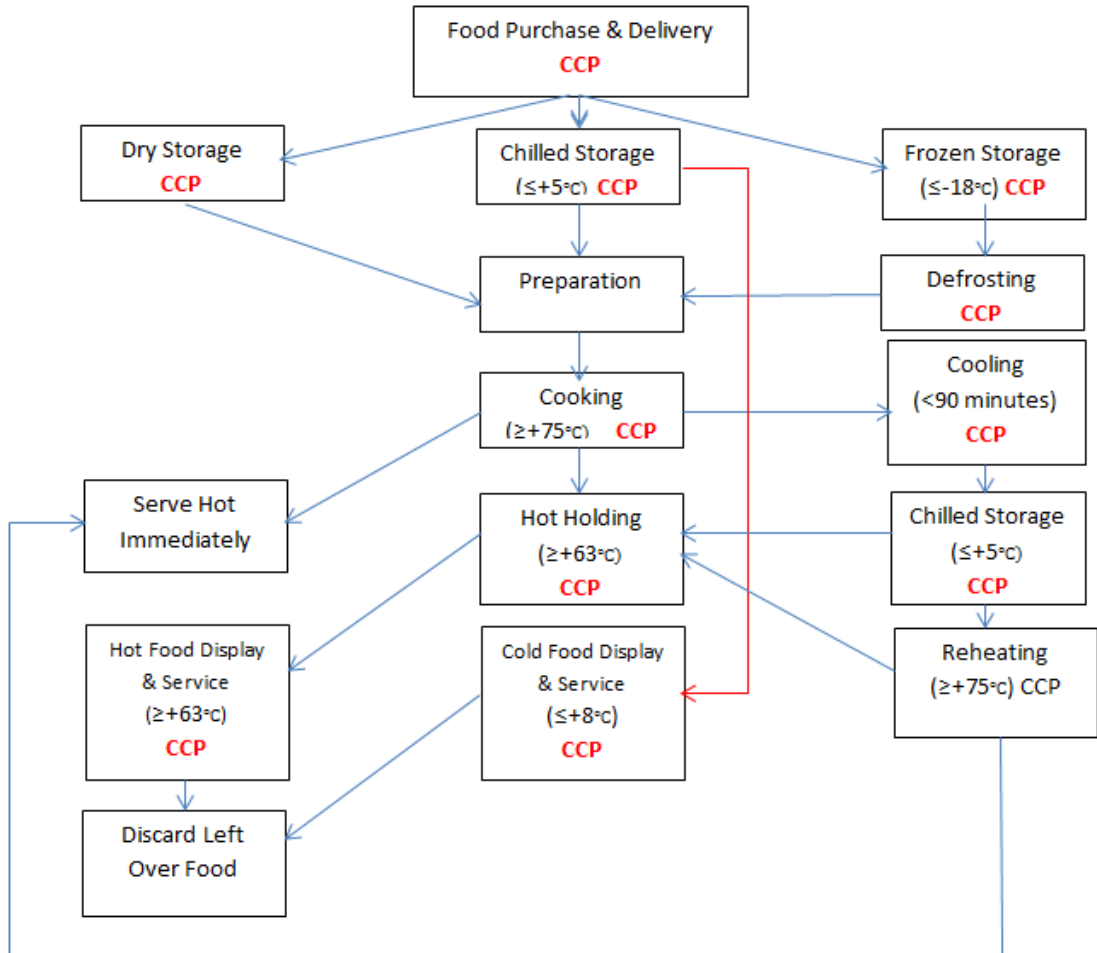 Food Purchase & Delivery
CCP
Dry Storage
CCP
Chilled Storage
(≤+5°C) CCP
Frozen Storage
(≤-18°C) CCP
Preparation
Defrosting
CCP
Cooking
(≥+75°C) CCP
Cooling
(<90 minutes)
CCP
Serve Hot
Immediately
Hot Holding
(≥+63°C)
CCP
Chilled Storage
(≤+5°C)
CCP
Hot Food Display
& Service
(≥+63°C)
CCP
Cold Food Display
& Service
(≤+8°C)
CCP
Reheating
(≥+75°C) CCP
Discard Left
Over Food